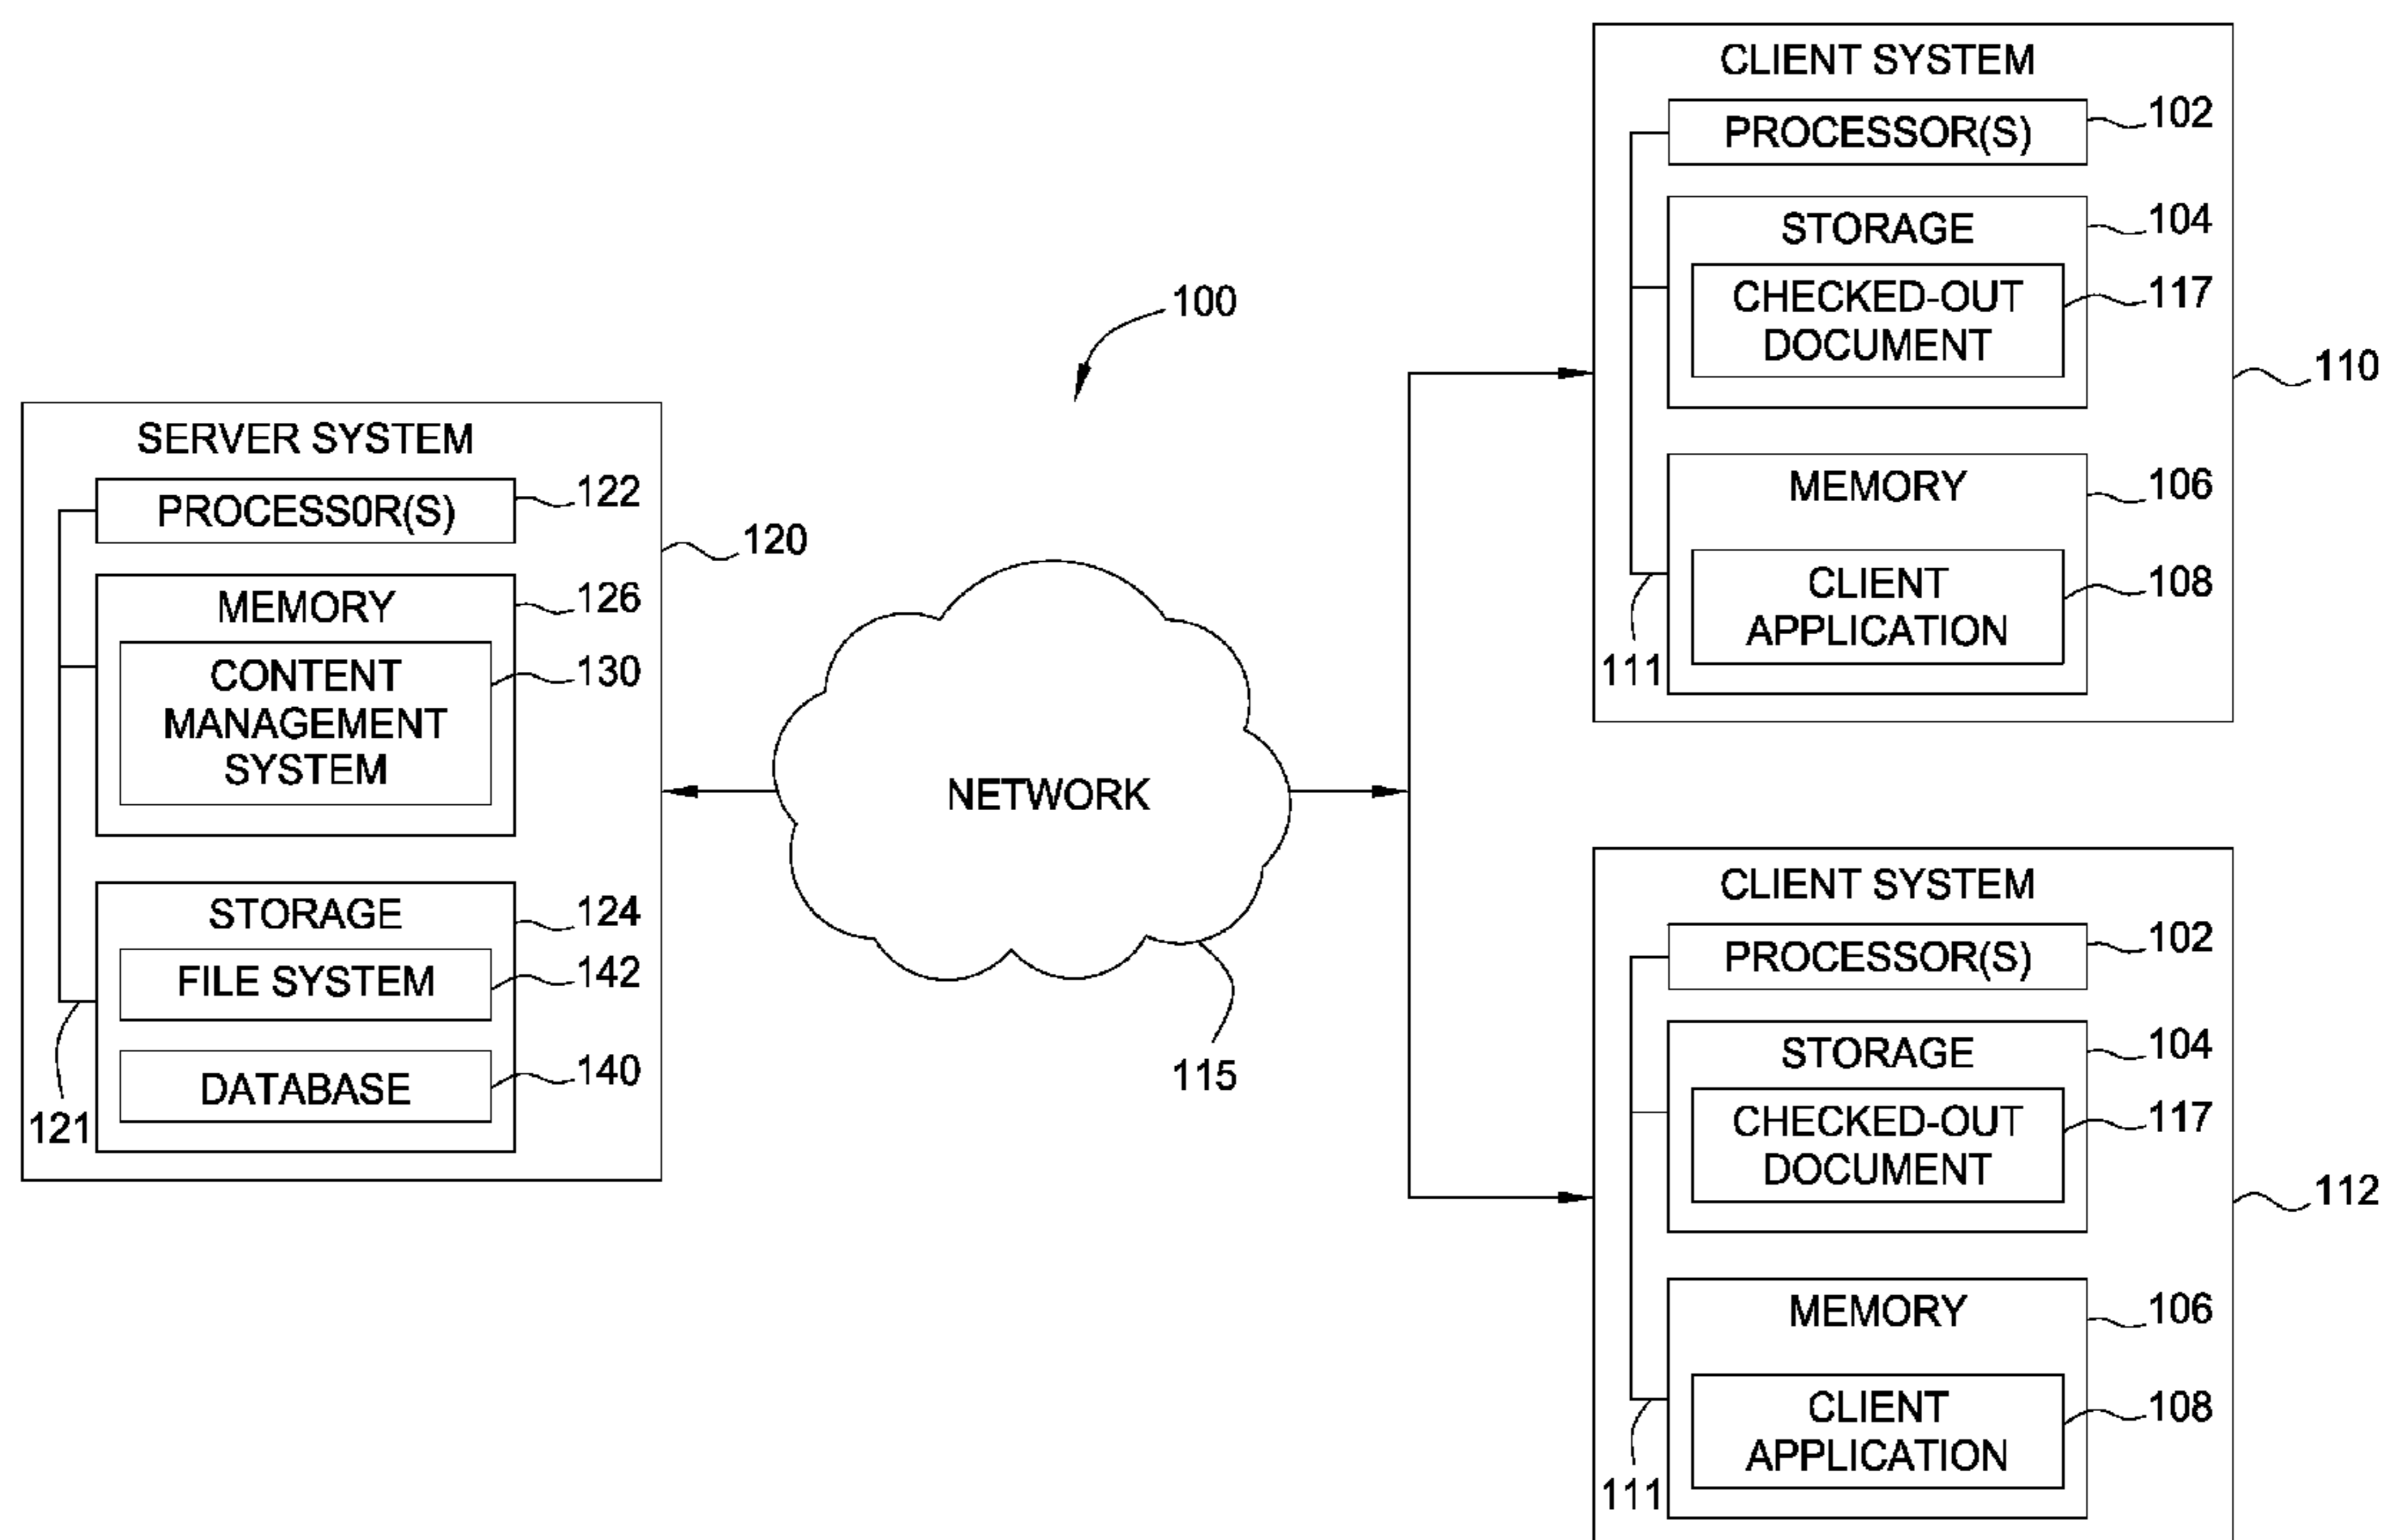 100
SERVER SYSTEM
PROCESS0R(S)
122
120
MEMORY
126
CONTENT
MANAGEMENT
SYSTEM
130
STORAGE
124
FILE SYSTEM
142
DATABASE
140
121
NETWORK
115
CLIENT SYSTEM
PROCESSOR(S)
102
STORAGE
104
CHECKED-OUT
DOCUMENT
117
110
MEMORY
106
CLIENT
APPLICATION
108
111
CLIENT SYSTEM
PROCESSOR(S)
102
STORAGE
104
CHECKED-OUT
DOCUMENT
117
112
MEMORY
106
CLIENT
APPLICATION
108
111